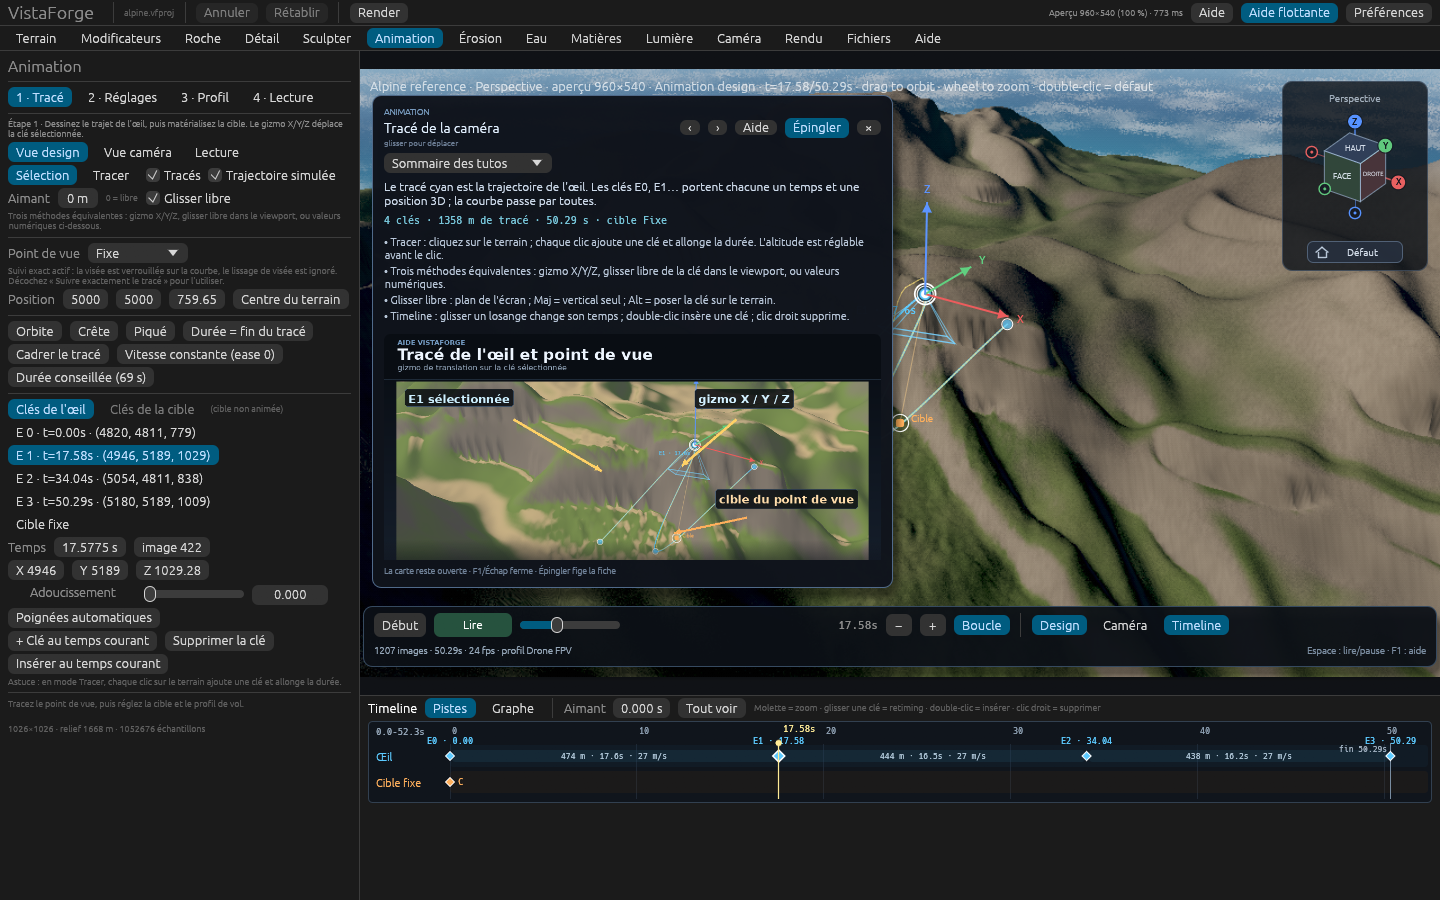 VistaForge alpine.vfproj Annuler Rétablir Render Aperçu 960×540 (100 %) · 773 ms Aide Aide flottante Préférences
Terrain Modificateurs Roche Détail Sculpter Animation Érosion Eau Matières Lumière Caméra Rendu Fichiers Aide
Animation
1 · Tracé 2 · Réglages 3 · Profil 4 · Lecture
Étape 1 · Dessinez le trajet de l'œil, puis matérialisez la cible. Le gizmo X/Y/Z déplace
la clé sélectionnée.
Vue design Vue caméra Lecture
Sélection Tracer Tracés Trajectoire simulée
Aimant 0 m 0 = libre Glisser libre
Trois méthodes équivalentes : gizmo X/Y/Z, glisser libre dans le viewport, ou valeurs
numériques ci-dessous.
Point de vue Fixe
Suivi exact actif : la visée est verrouillée sur la courbe, le lissage de visée est ignoré.
Décochez « Suivre exactement le tracé » pour l'utiliser.
Position 5000 5000 759.65 Centre du terrain
Orbite Crête Piqué Durée = fin du tracé
Cadrer le tracé Vitesse constante (ease 0)
Durée conseillée (69 s)
Clés de l'œil Clés de la cible (cible non animée)
E 0 · t=0.00s · (4820, 4811, 779)
E 1 · t=17.58s · (4946, 5189, 1029)
E 2 · t=34.04s · (5054, 4811, 838)
E 3 · t=50.29s · (5180, 5189, 1009)
Cible fixe
Temps 17.5775 s image 422
X 4946 Y 5189 Z 1029.28
Adoucissement 0.000
Poignées automatiques
+ Clé au temps courant Supprimer la clé
Insérer au temps courant
Astuce : en mode Tracer, chaque clic sur le terrain ajoute une clé et allonge la durée.
Tracez le point de vue, puis réglez la cible et le profil de vol.
1026×1026 · relief 1668 m · 1052676 échantillons
Alpine reference · Perspective · aperçu 960×540 · Animation design · t=17.58/50.29s · drag to orbit · wheel to zoom · double-clic = défaut
ANIMATION
Tracé de la caméra ‹ › Aide Épingler ×
glisser pour déplacer
Sommaire des tutos
Le tracé cyan est la trajectoire de l'œil. Les clés E0, E1… portent chacune un temps et une
position 3D ; la courbe passe par toutes.
4 clés · 1358 m de tracé · 50.29 s · cible Fixe
• Tracer : cliquez sur le terrain ; chaque clic ajoute une clé et allonge la durée. L'altitude est réglable
avant le clic.
• Trois méthodes équivalentes : gizmo X/Y/Z, glisser libre de la clé dans le viewport, ou valeurs
numériques.
• Glisser libre : plan de l'écran ; Maj = vertical seul ; Alt = poser la clé sur le terrain.
• Timeline : glisser un losange change son temps ; double-clic insère une clé ; clic droit supprime.
AIDE VISTAFORGE
Tracé de l'œil et point de vue
gizmo de translation sur la clé sélectionnée
E1 sélectionnée
gizmo X / Y / Z
cible du point de vue
La carte reste ouverte · F1/Échap ferme · Épingler fige la fiche
Z
Y
X
Cible
Perspective
Z
Y
HAUT
FACE
DROITE
X
Défaut
Début Lire 17.58s − + Boucle Design Caméra Timeline
1207 images · 50.29s · 24 fps · profil Drone FPV Espace : lire/pause · F1 : aide
Timeline Pistes Graphe Aimant 0.000 s Tout voir Molette = zoom · glisser une clé = retiming · double-clic = insérer · clic droit = supprimer
0.0-52.3s 0 10 17.58s 20 30 40 50
E0 · 0.00 E1 · 17.58 E2 · 34.04 E3 · 50.29
fin 50.29s
Œil 474 m · 17.6s · 27 m/s 444 m · 16.5s · 27 m/s 438 m · 16.2s · 27 m/s
Cible fixe C